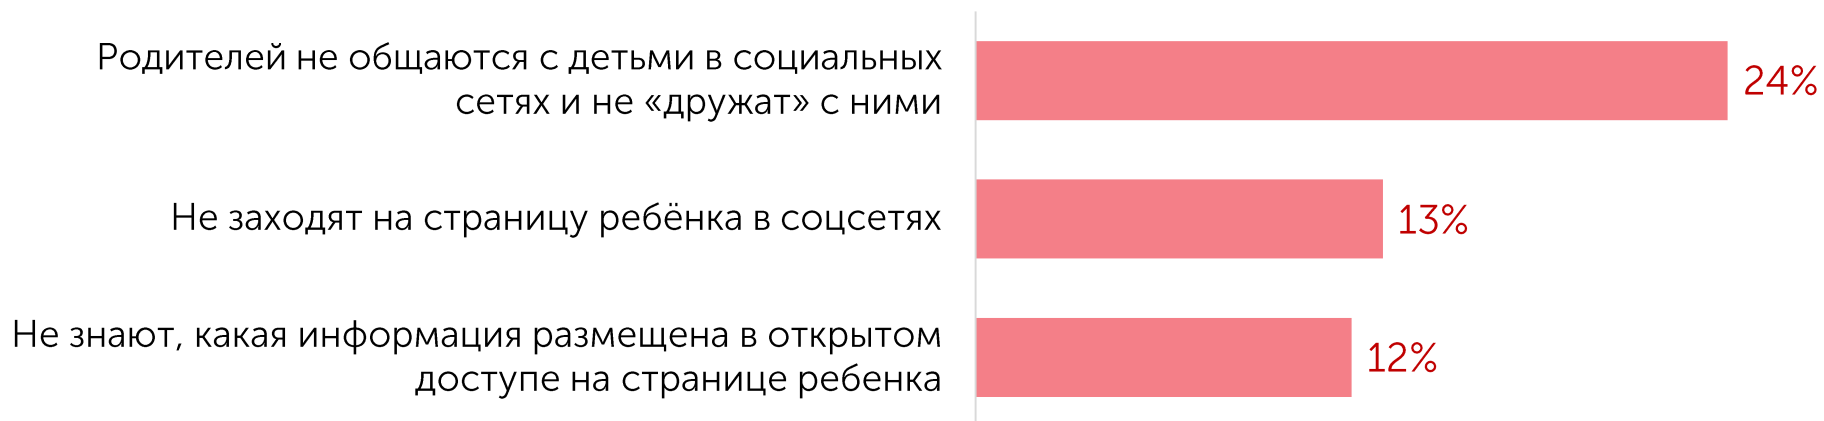 Родителей не общаются с детьми в социальных
сетях и не «дружат» с ними
24%
Не заходят на страницу ребёнка в соцсетях
13%
Не знают, какая информация размещена в открытом
доступе на странице ребенка
12%